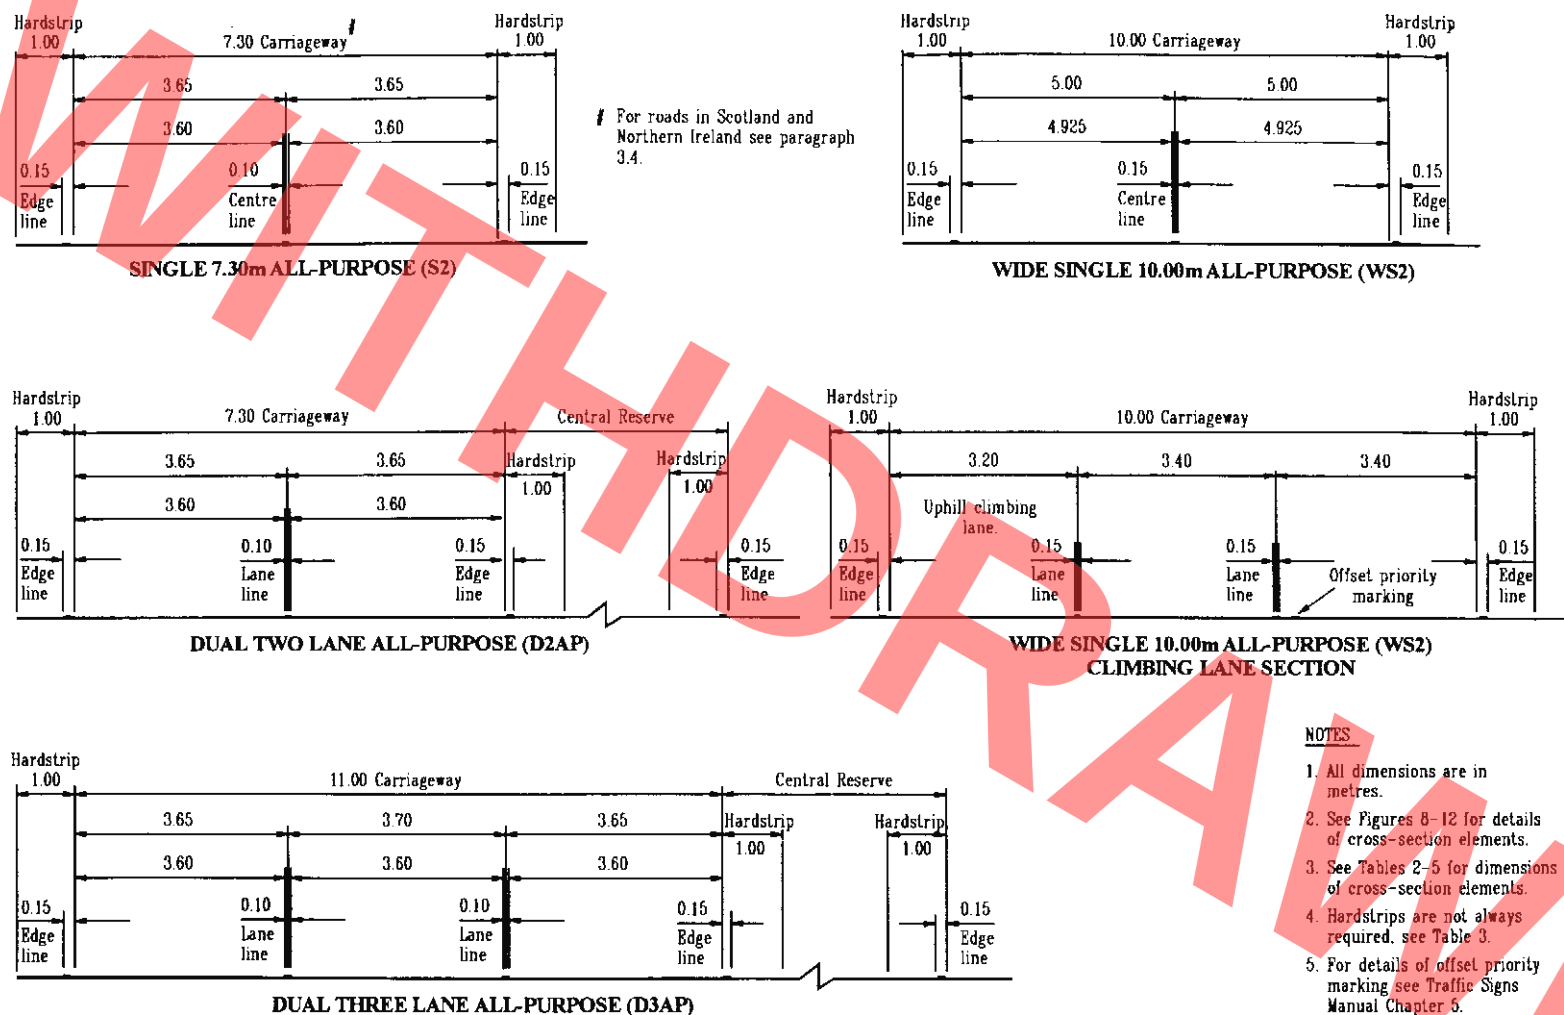 Hardstrip
1.00
7.30 Carriageway
Hardstrip
1.00
3.65
3.65
3.60
3.60
0.15
Edge
line
0.10
Centre
line
0.15
Edge
line
SINGLE 7.30m ALL-PURPOSE (S2)
For roads in Scotland and
Northern Ireland see paragraph
3.4.
Hardstrip
1.00
10.00 Carriageway
Hardstrip
1.00
5.00
5.00
4.925
4.925
0.15
Edge
line
0.15
Centre
line
0.15
Edge
line
WIDE SINGLE 10.00m ALL-PURPOSE (WS2)
Hardstrip
1.00
7.30 Carriageway
Central Reserve
3.65
3.65
Hardstrip
1.00
Hardstrip
1.00
3.60
3.60
0.15
Edge
line
0.10
Lane
line
0.15
Edge
line
0.15
Edge
line
DUAL TWO LANE ALL-PURPOSE (D2AP)
Hardstrip
1.00
10.00 Carriageway
Hardstrip
1.00
3.20
3.40
3.40
Uphill climbing
lane.
0.15
Edge
line
0.15
Lane
line
0.15
Lane
line
Offset priority
marking
0.15
Edge
line
WIDE SINGLE 10.00m ALL-PURPOSE (WS2)
CLIMBING LANE SECTION
Hardstrip
1.00
11.00 Carriageway
Central Reserve
3.65
3.70
3.65
Hardstrip
1.00
Hardstrip
1.00
3.60
3.60
3.60
0.15
Edge
line
0.10
Lane
line
0.10
Lane
line
0.15
Edge
line
0.15
Edge
line
DUAL THREE LANE ALL-PURPOSE (D3AP)
NOTES
1. All dimensions are in
metres.
2. See Figures 8-12 for details
of cross-section elements.
3. See Tables 2-5 for dimensions
of cross-section elements.
4. Hardstrips are not always
required, see Table 3.
5. For details of offset priority
marking see Traffic Signs
Manual Chapter 5.
WITHDRAW